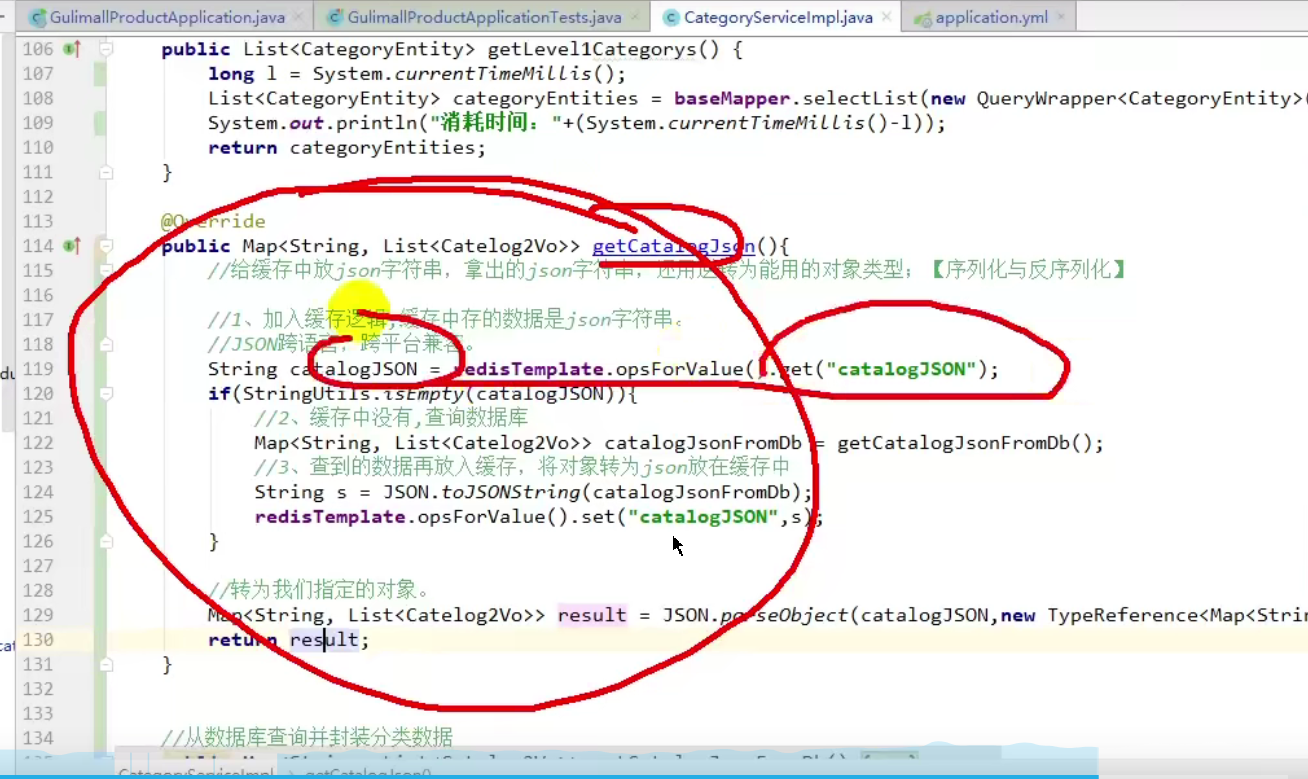 GulimallProductApplication.java
GulimallProductApplicationTests.java
CategoryServiceImpl.java
application.yml
106 public List<CategoryEntity> getLevel1Categorys() {
107 long l = System.currentTimeMillis();
108 List<CategoryEntity> categoryEntities = baseMapper.selectList(new QueryWrapper<CategoryEntity>(
109 System.out.println("消耗时间："+(System.currentTimeMillis()-l));
110 return categoryEntities;
111 }
112
113 @Override
114 public Map<String, List<Catelog2Vo>> getCatalogJson(){
115 //给缓存中放json字符串，拿出的json字符串，还用逆转为能用的对象类型；【序列化与反序列化】
116
117 //1、加入缓存逻辑,缓存中存的数据是json字符串。
118 //JSON跨语言，跨平台兼容。
119 String catalogJSON = redisTemplate.opsForValue().get("catalogJSON");
120 if(StringUtils.isEmpty(catalogJSON)){
121 //2、缓存中没有,查询数据库
122 Map<String, List<Catelog2Vo>> catalogJsonFromDb = getCatalogJsonFromDb();
123 //3、查到的数据再放入缓存，将对象转为json放在缓存中
124 String s = JSON.toJSONString(catalogJsonFromDb);
125 redisTemplate.opsForValue().set("catalogJSON",s);
126 }
127
128 //转为我们指定的对象。
129 Map<String, List<Catelog2Vo>> result = JSON.parseObject(catalogJSON,new TypeReference<Map<Strin
130 return result;
131 }
132
133
134 //从数据库查询并封装分类数据